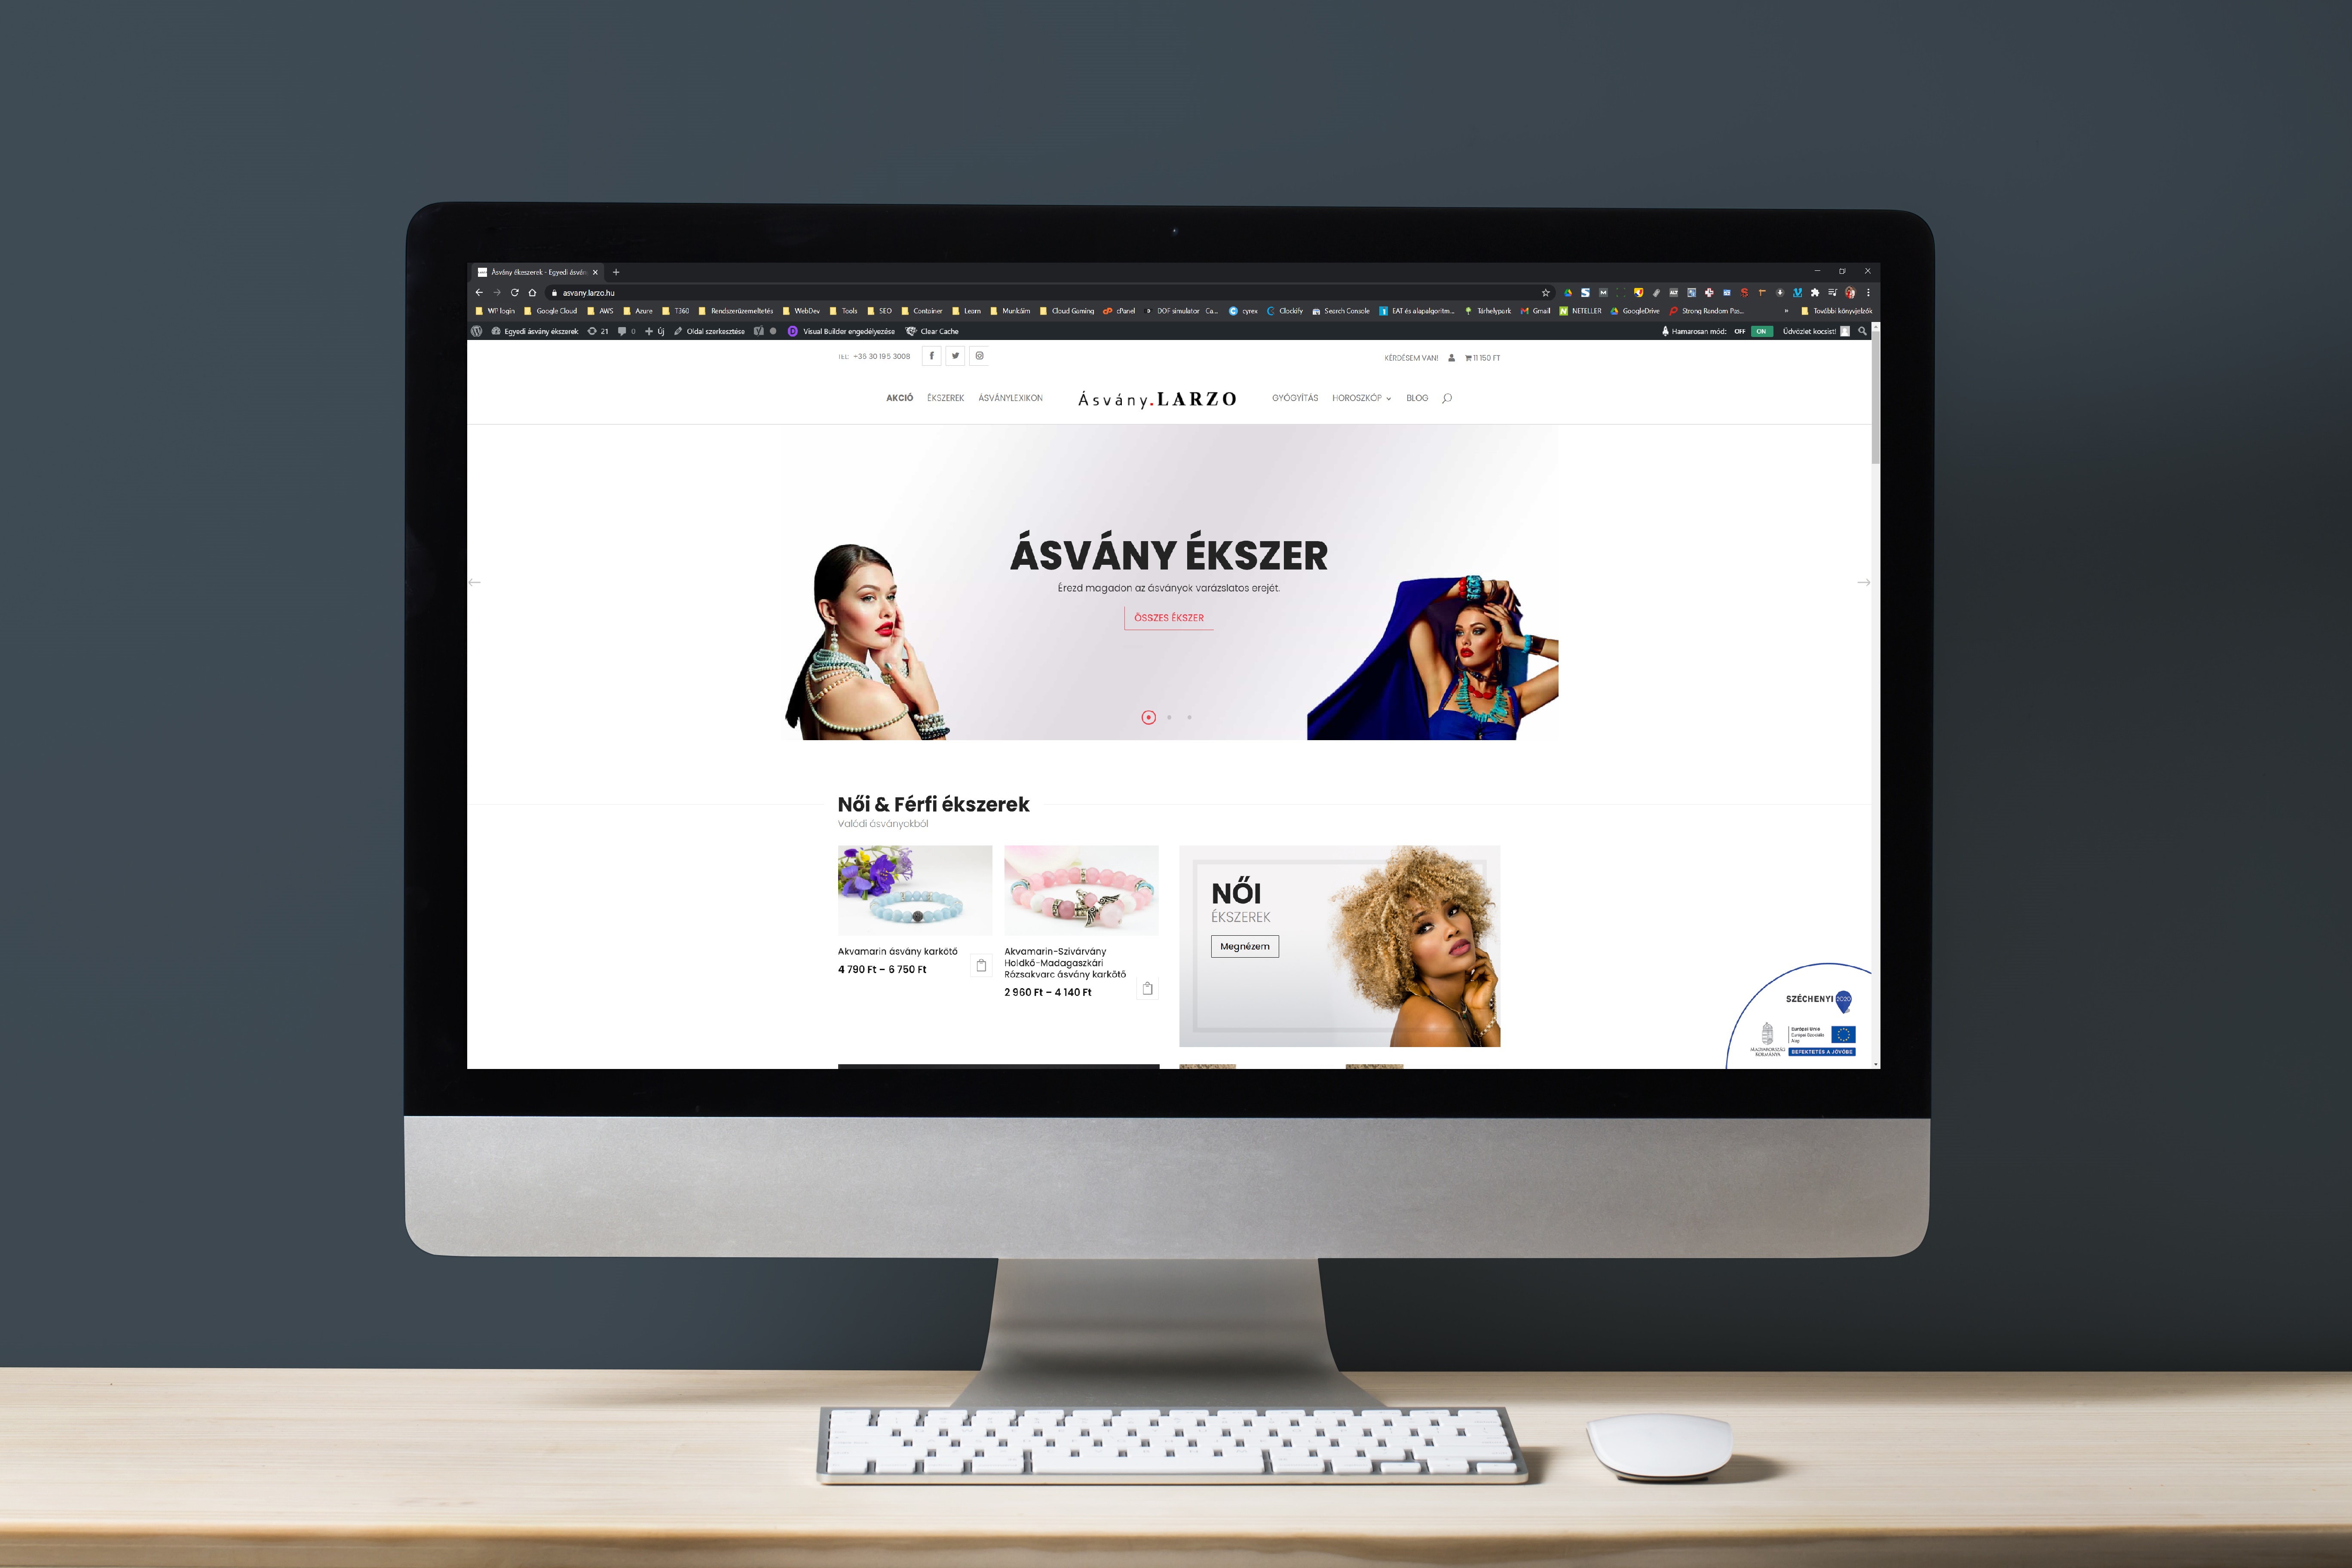 Ásvány ékszerek - Egyedi ásván
asvany.larzo.hu
WP login Google Cloud AWS Azure T360 Rendszerüzemeltetés WebDev Tools SEO Container Learn Munkáim Cloud Gaming cPanel DOF simulator Ca... cyrex Clockify Search Console EAT és alapalgoritm... Tárhelypark Gmail NETELLER GoogleDrive Strong Random Pas... » További könyvjelzők
Egyedi ásvány ékszerek 21 0 Új Oldal szerkesztése Visual Builder engedélyezése Clear Cache Hamarosan mód: OFF ON Üdvözlet kocsist!
TEL: +36 30 195 3008 KÉRDÉSEM VAN! 11 150 FT
AKCIÓ ÉKSZEREK ÁSVÁNYLEXIKON Ásvány.LARZO GYÓGYÍTÁS HOROSZKÓP BLOG
ÁSVÁNY ÉKSZER
Érezd magadon az ásványok varázslatos erejét.
ÖSSZES ÉKSZER
Női & Férfi ékszerek
Valódi ásványokból
Akvamarin ásvány karkötő
4 790 Ft – 6 750 Ft
Akvamarin-Szivárvány
Holdkő-Madagaszkári
Rózsakvarc ásvány karkötő
2 960 Ft – 4 140 Ft
NŐI
ÉKSZEREK
Megnézem
SZÉCHENYI 2020
MAGYARORSZÁG
KORMÁNYA
Európai Unió
Európai Szociális
Alap
BEFEKTETÉS A JÖVŐBE